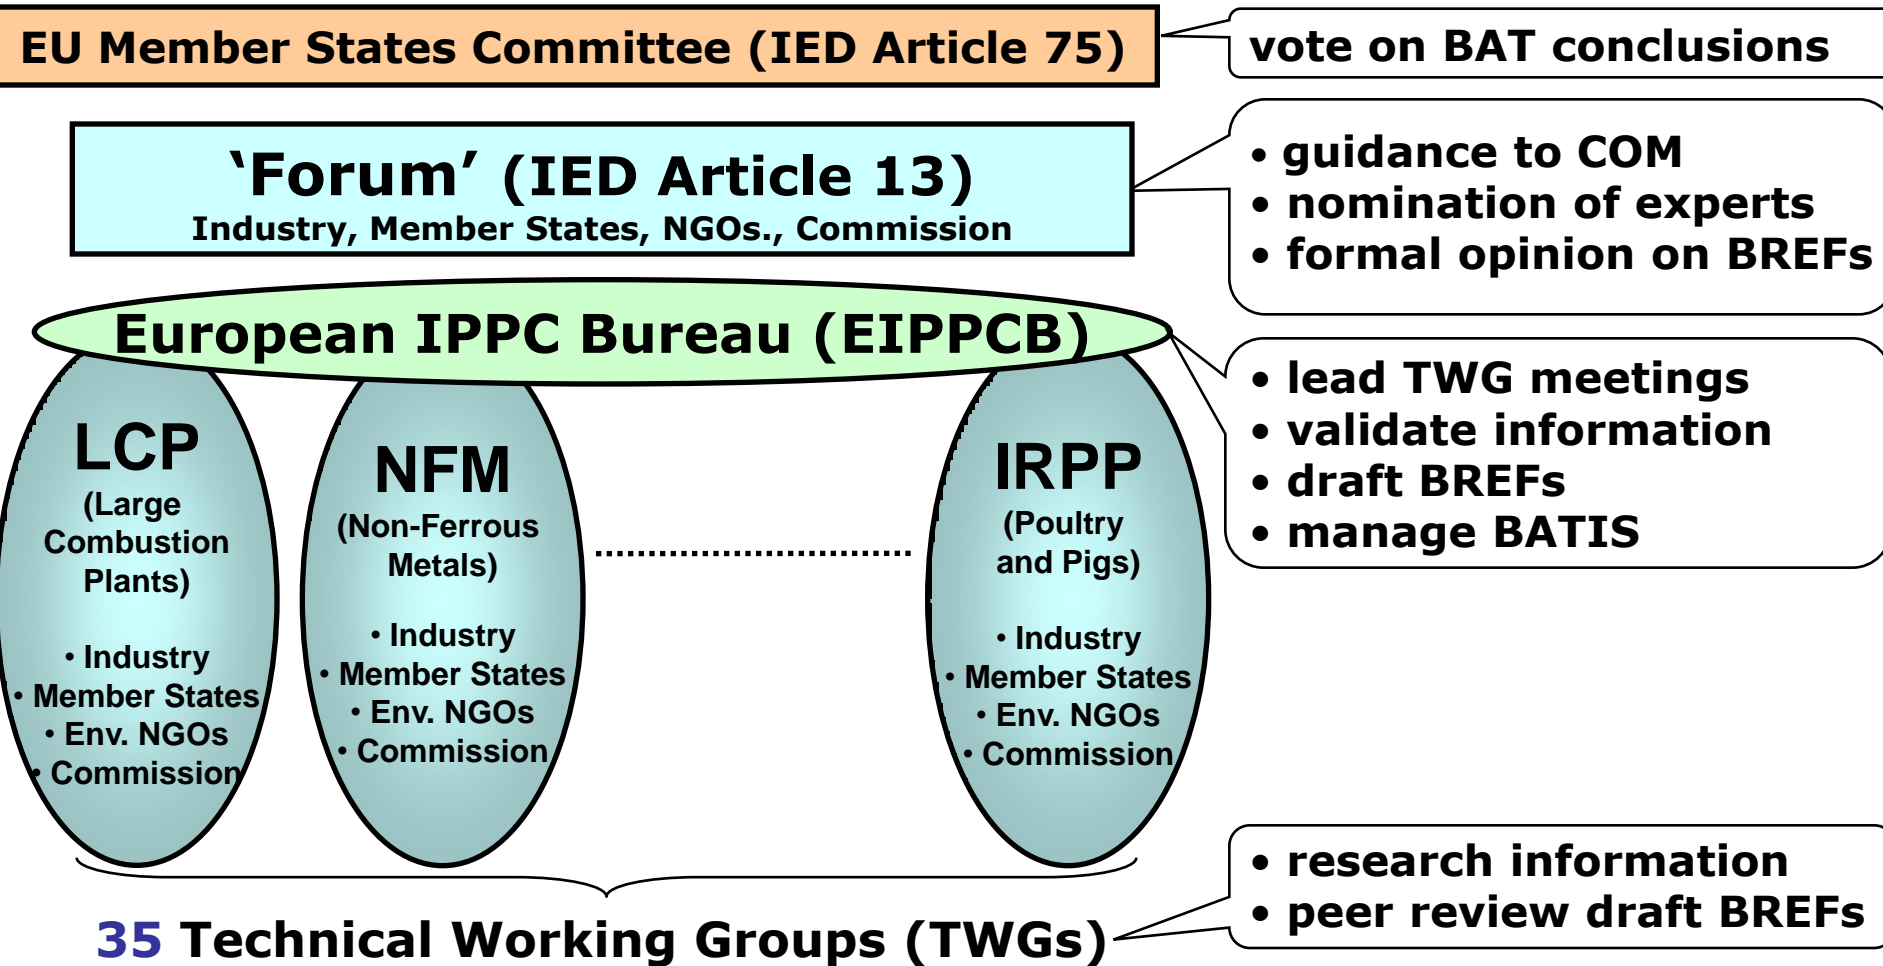 EU Member States Committee (IED Article 75)
vote on BAT conclusions
‘Forum’ (IED Article 13)
Industry, Member States, NGOs., Commission
• guidance to COM
• nomination of experts
• formal opinion on BREFs
European IPPC Bureau (EIPPCB)
• lead TWG meetings
• validate information
• draft BREFs
• manage BATIS
LCP
(Large
Combustion
Plants)
• Industry
• Member States
• Env. NGOs
• Commission
NFM
(Non-Ferrous
Metals)
• Industry
• Member States
• Env. NGOs
• Commission
IRPP
(Poultry
and Pigs)
• Industry
• Member States
• Env. NGOs
• Commission
35 Technical Working Groups (TWGs)
• research information
• peer review draft BREFs